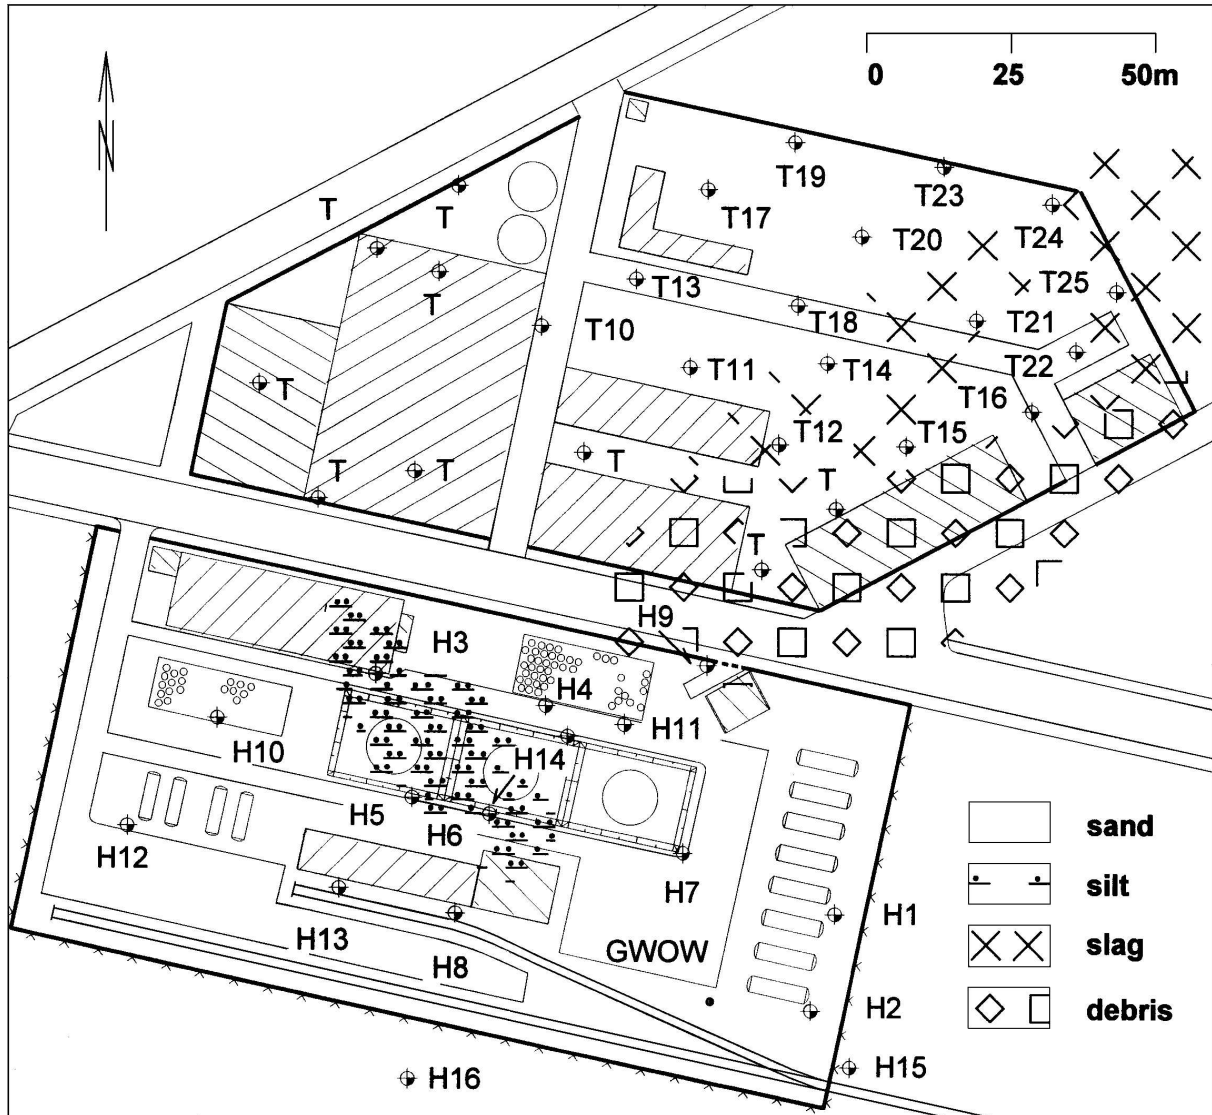 0 25 50m
N
T19
T23
T
T
T17
T20
T24
T
T13
T25
T18
T21
T10
T22
T11
T14
T
T16
T12
T15
T
T
T
T
T
H9
H3
H4
H11
H10
H14
H5
H6
H12
sand
H7
silt
H1
H13
GWOW
slag
H8
H2
debris
H15
H16